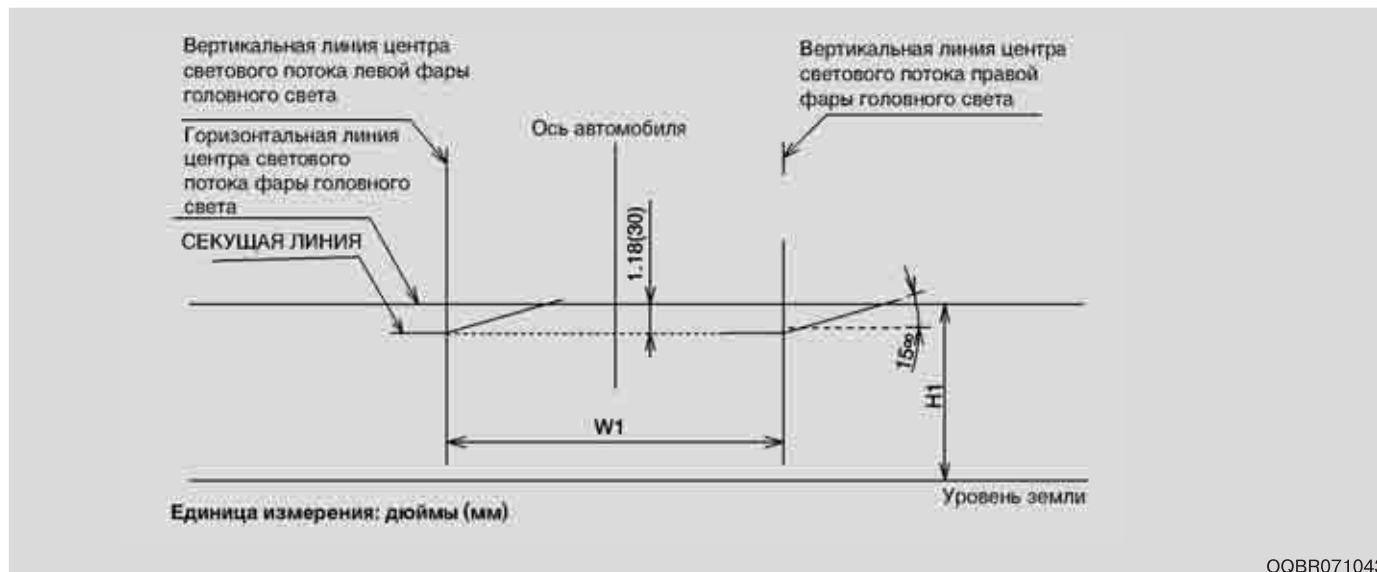 Вертикальная линия центра
светового потока левой фары
головного света
Вертикальная линия центра
светового потока правой
фары головного света
Горизонтальная линия
центра светового
потока фары головного
света
Ось автомобиля
СЕКУЩАЯ ЛИНИЯ
1.18(30)
15∞
H1
W1
Уровень земли
Единица измерения: дюймы (мм)
OQBR071043